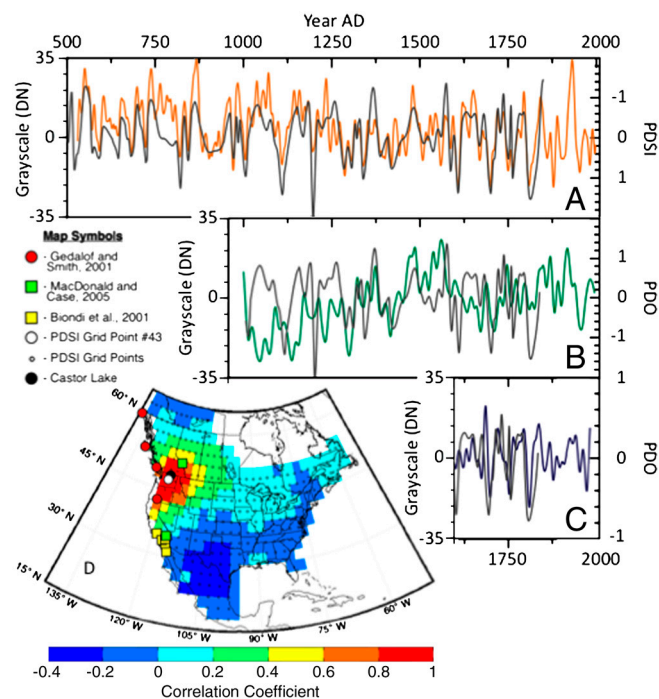 Year AD
500 750 1000 1250 1500 1750 2000
35
0
-35
Grayscale (DN)
-1
0
1
PDSI
A
35
0
-35
Grayscale (DN)
1
0
-1
PDO
B
Map Symbols
- Gedalof and
Smith, 2001
- MacDonald and
Case, 2005
- Biondi et al., 2001
- PDSI Grid Point #43
- PDSI Grid Points
- Castor Lake
35
0
-35
Grayscale (DN)
1
0
-1
PDO
C
1750 2000
60° N
45° N
30° N
15° N
135° W
120° W
105° W
90° W
75° W
60° W
D
-0.4 -0.2 0 0.2 0.4 0.6 0.8 1
Correlation Coefficient